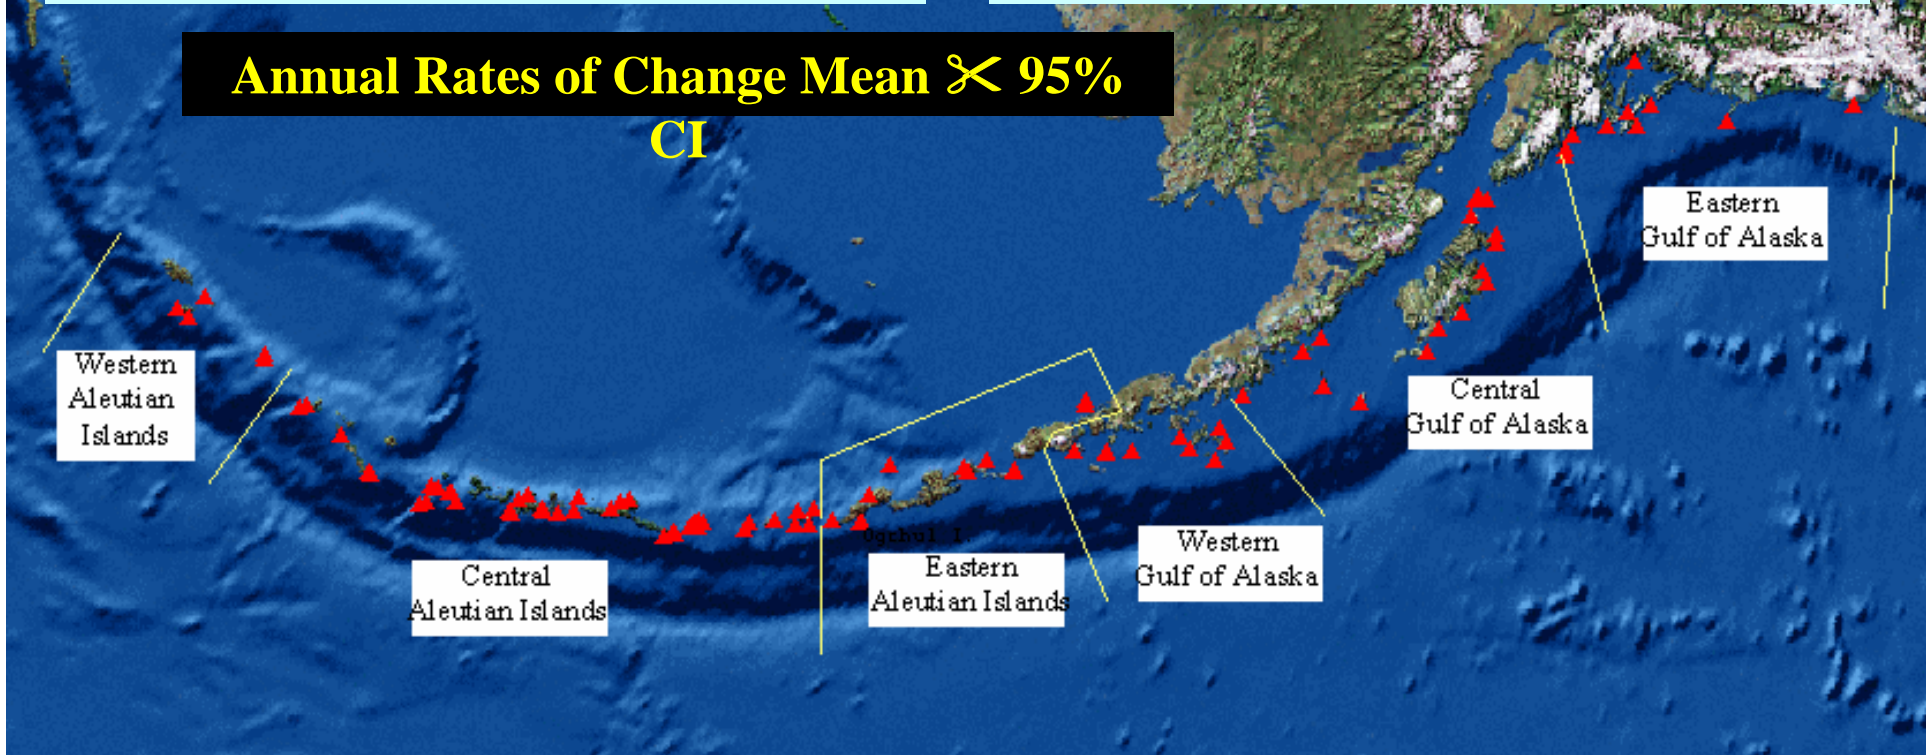 Annual Rates of Change Mean ✂ 95%
CI
Eastern
Gulf of Alaska
Western
Aleutian
Islands
Central
Gulf of Alaska
Western
Gulf of Alaska
Eastern
Aleutian Islands
Central
Aleutian Islands